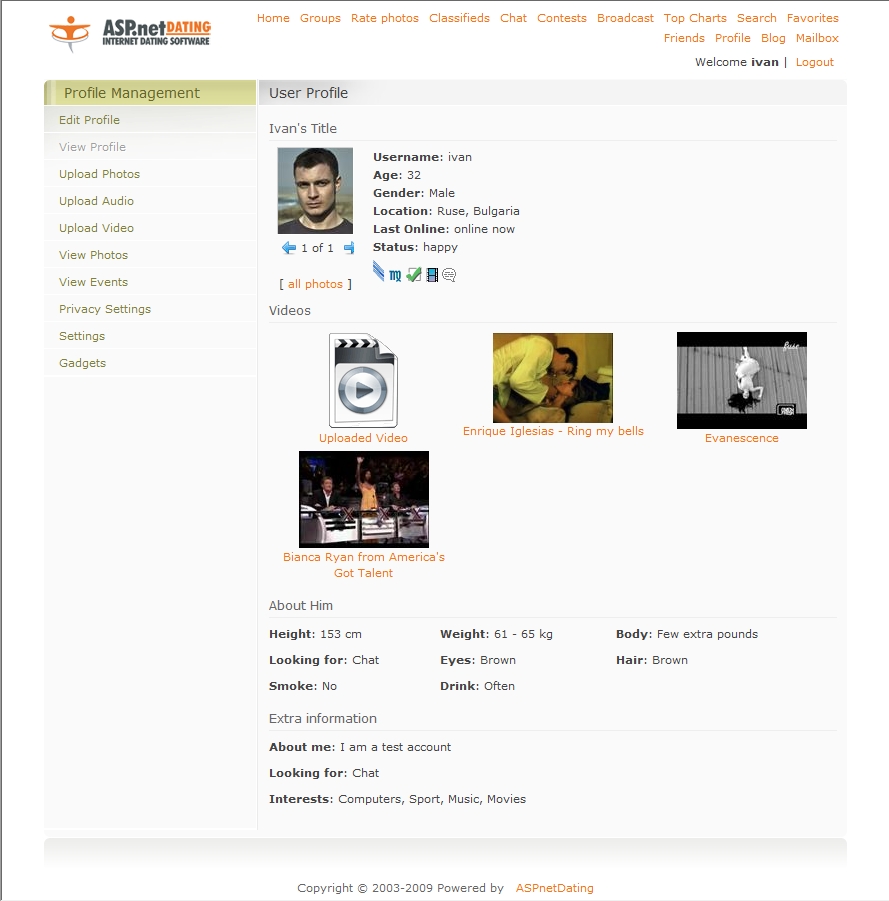 ASP.netDATING
INTERNET DATING SOFTWARE
Home Groups Rate photos Classifieds Chat Contests Broadcast Top Charts Search Favorites
Friends Profile Blog Mailbox
Welcome ivan | Logout
Profile Management
Edit Profile
View Profile
Upload Photos
Upload Audio
Upload Video
View Photos
View Events
Privacy Settings
Settings
Gadgets
User Profile
Ivan's Title
Username: ivan
Age: 32
Gender: Male
Location: Ruse, Bulgaria
Last Online: online now
Status: happy
1 of 1
[ all photos ]
Videos
fuse
Uploaded Video
Enrique Iglesias - Ring my bells
Evanescence
Bianca Ryan from America's
Got Talent
About Him
Height: 153 cm Weight: 61 - 65 kg Body: Few extra pounds
Looking for: Chat Eyes: Brown Hair: Brown
Smoke: No Drink: Often
Extra information
About me: I am a test account
Looking for: Chat
Interests: Computers, Sport, Music, Movies
Copyright © 2003-2009 Powered by ASPnetDating